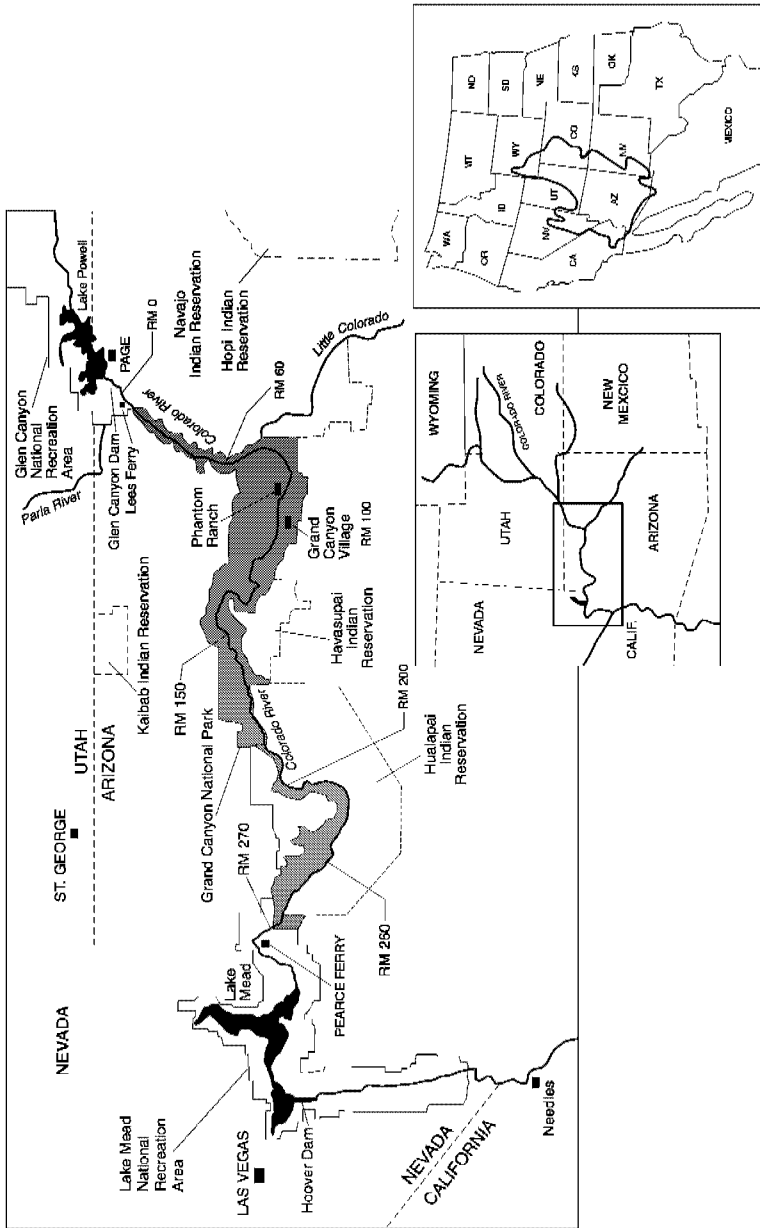 NEVADA
ST. GEORGE
UTAH
ARIZONA
Kaibab Indian Reservation
Paria River
Glen Canyon
National
Recreation
Area
Glen Canyon Dam
Lees Ferry
Lake Powell
PAGE
RM 0
Colorado River
Navajo
Indian Reservation
Hopi Indian
Reservation
RM 60
Little Colorado
Phantom
Ranch
Grand
Canyon
Village
RM 100
Havasupai
Indian
Reservation
RM 150
Grand Canyon National Park
Colorado River
RM 200
Hualapai
Indian
Reservation
RM 270
RM 260
PEARCE FERRY
Lake
Mead
Lake Mead
National
Recreation
Area
LAS VEGAS
Hoover Dam
NEVADA
CALIFORNIA
Needles
WYOMING
NEVADA
UTAH
COLORADO
COLORADO RIVER
CALIF.
ARIZONA
NEW
MEXICO
WA
MT
ND
OR
ID
WY
SD
NE
NV
UT
CO
KS
CA
AZ
OK
TX
MEXICO